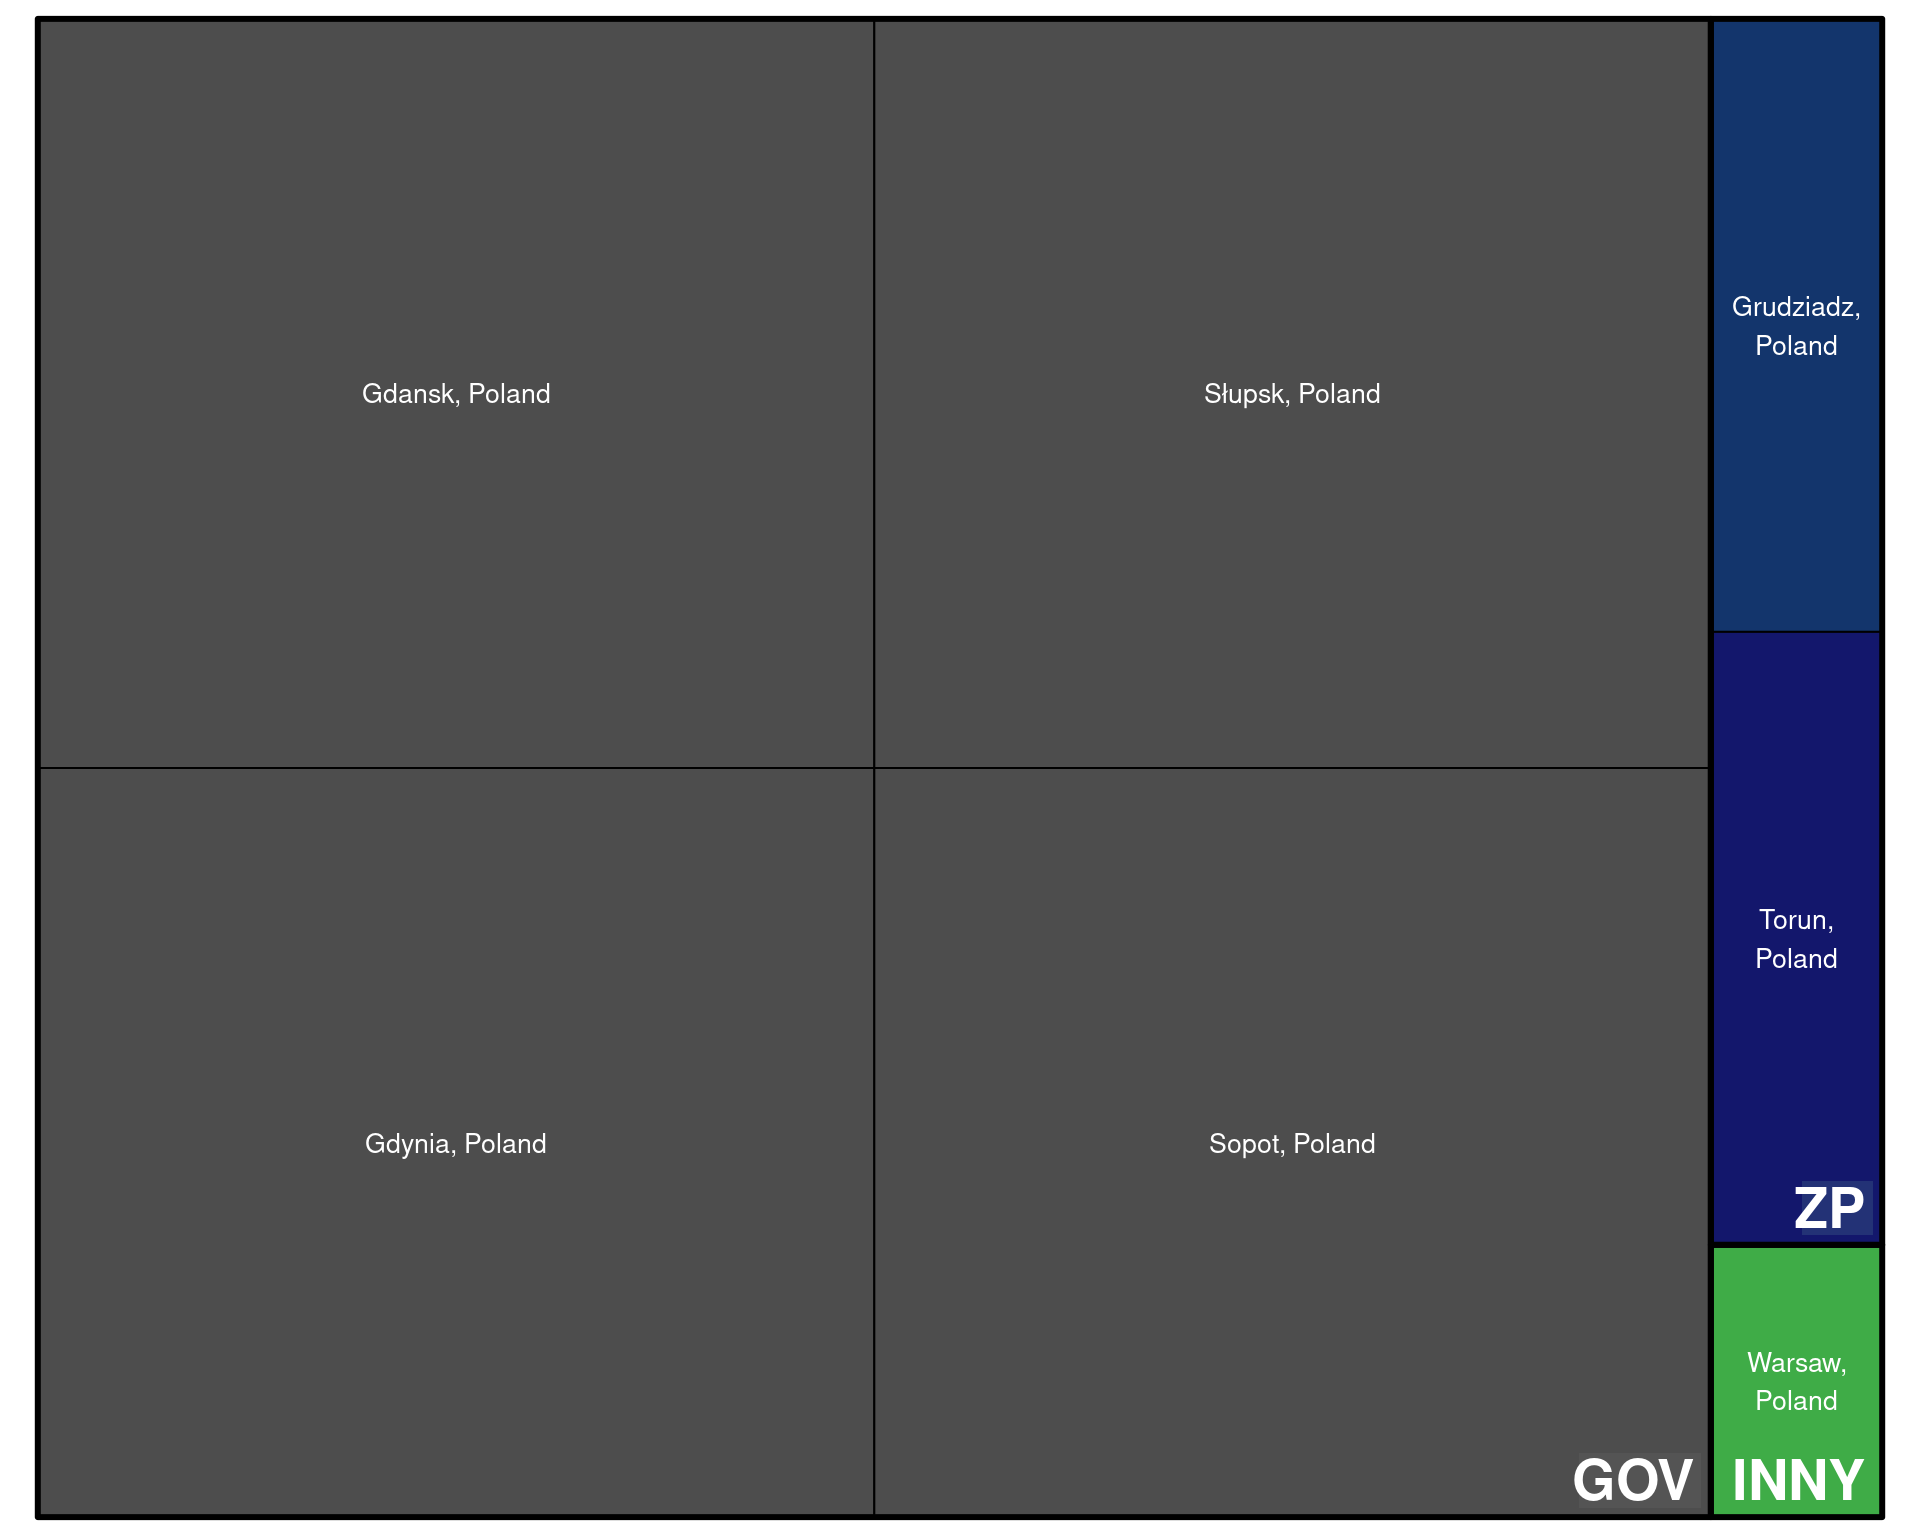 Gdansk, Poland
Słupsk, Poland
Gdynia, Poland
Sopot, Poland
GOV
Grudziadz,
Poland
Torun,
Poland
ZP
Warsaw,
Poland
INNY